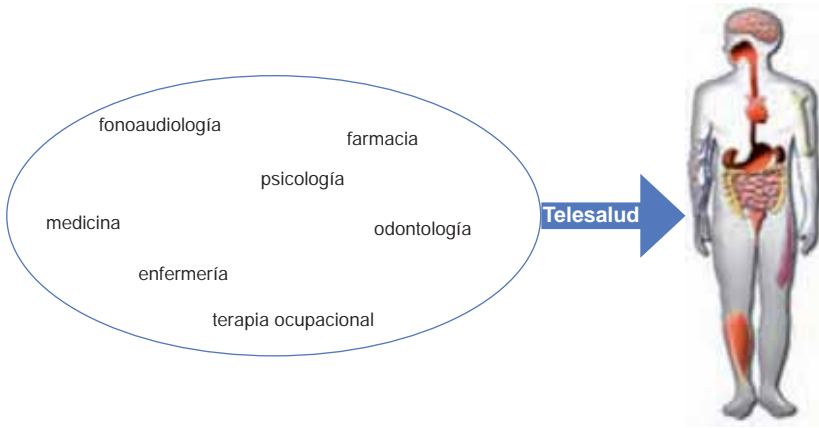 fonoaudiología
farmacia
psicología
medicina
odontología
enfermería
terapia ocupacional
Telesalud